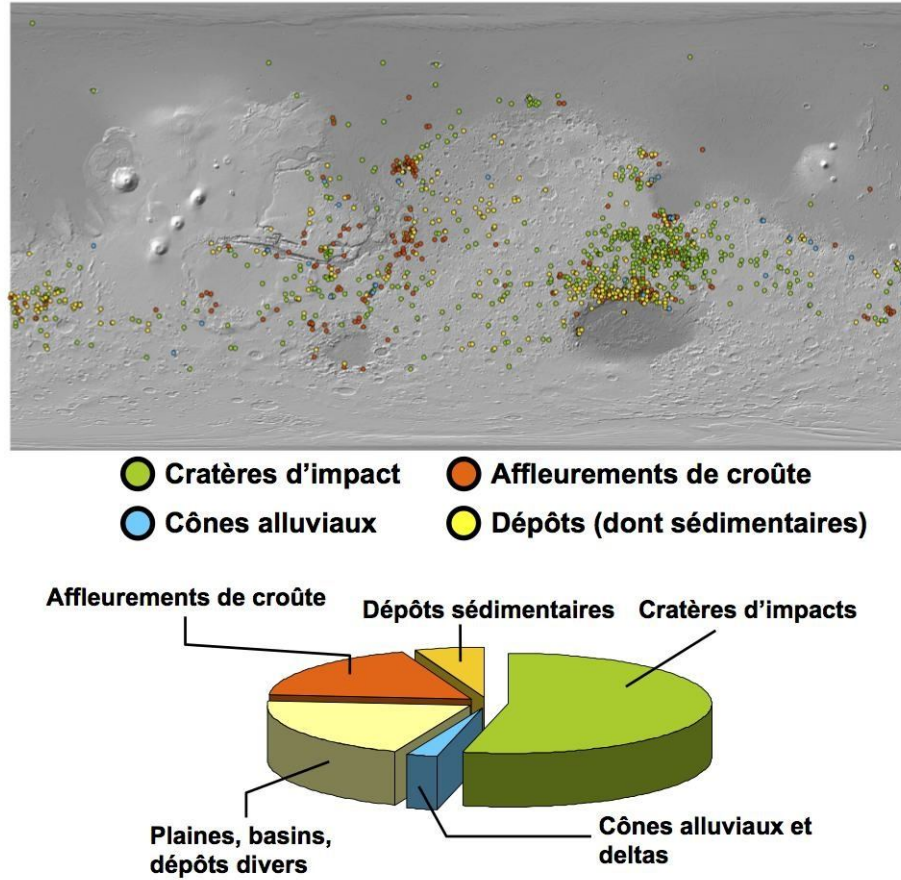 Cratères d'impact
Affleurements de croûte
Cônes alluviaux
Dépôts (dont sédimentaires)
Affleurements de croûte
Dépôts sédimentaires
Cratères d'impacts
Plaines, basins,
dépôts divers
Cônes alluviaux et
deltas